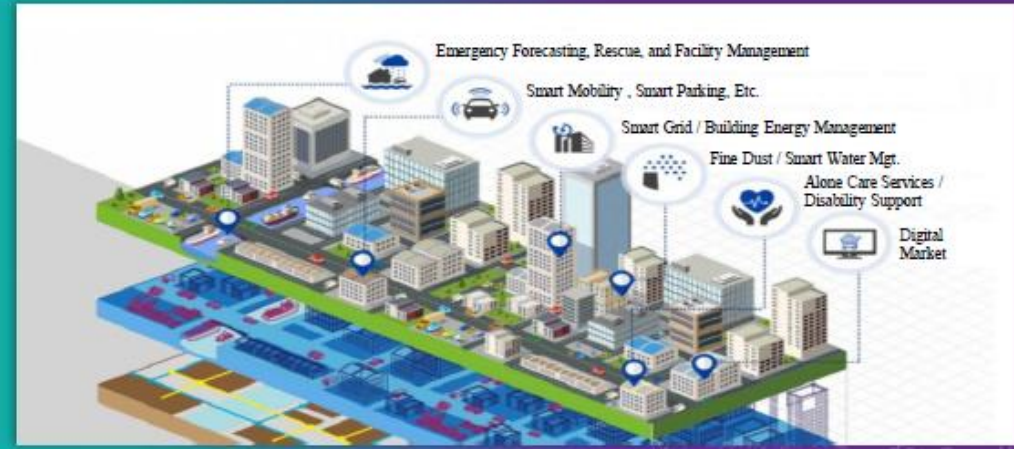 Emergency Forecasting, Rescue, and Facility Management
Smart Mobility , Smart Parking, Etc.
Smart Grid / Building Energy Management
Fine Dust / Smart Water Mgt.
Alone Care Services /
Disability Support
Digital
Market